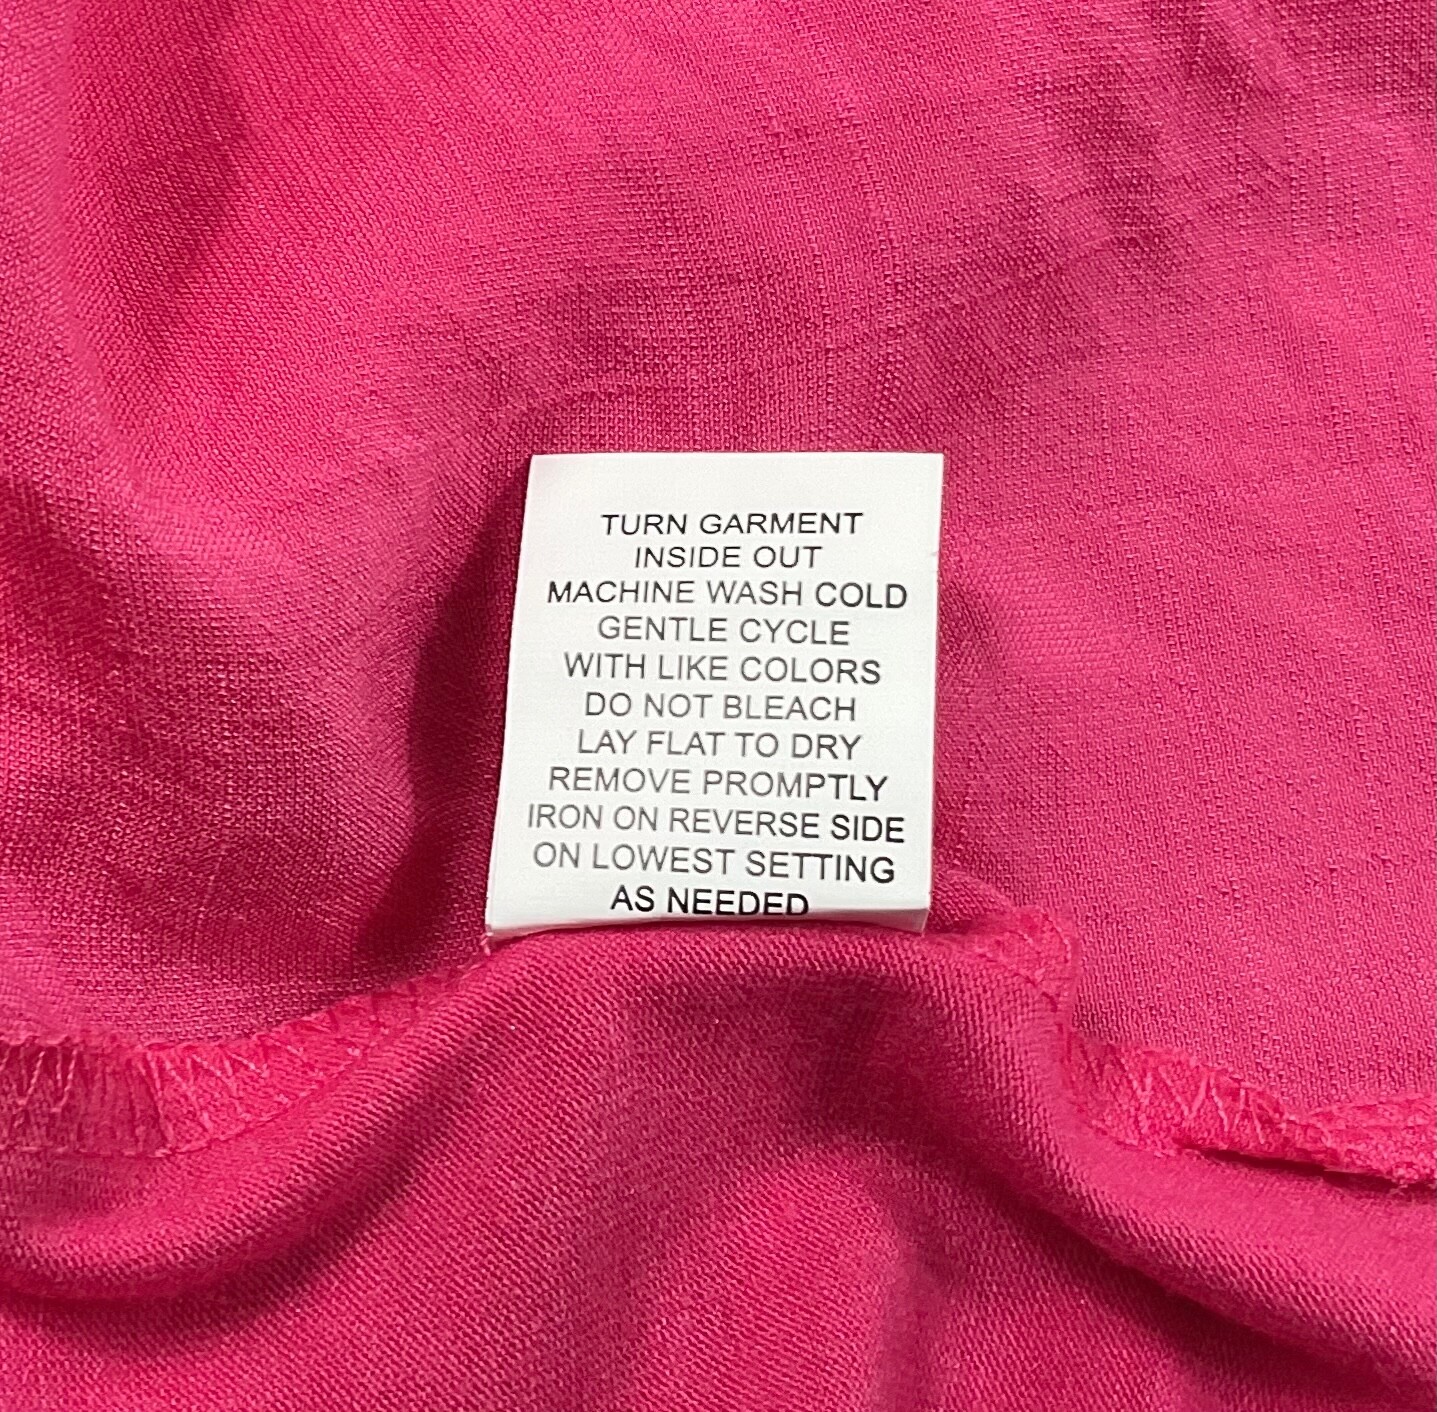 TURN GARMENT
INSIDE OUT
MACHINE WASH COLD
GENTLE CYCLE
WITH LIKE COLORS
DO NOT BLEACH
LAY FLAT TO DRY
REMOVE PROMPTLY
IRON ON REVERSE SIDE
ON LOWEST SETTING
AS NEEDED